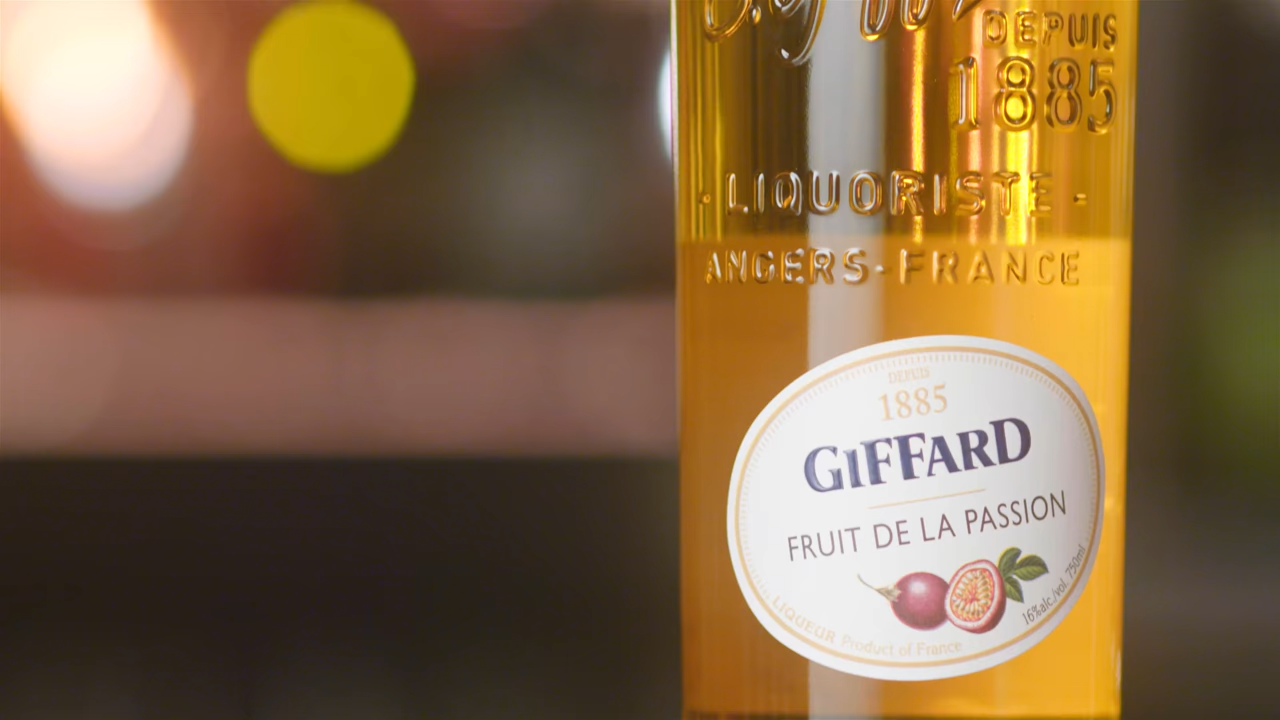 DEPUIS
1885
- LIQUORISTE -
ANGERS-FRANCE
DEPUIS
1885
GIFFARD
FRUIT DE LA PASSION
16%alc./vol. 750ml
LIQUEUR Product of France